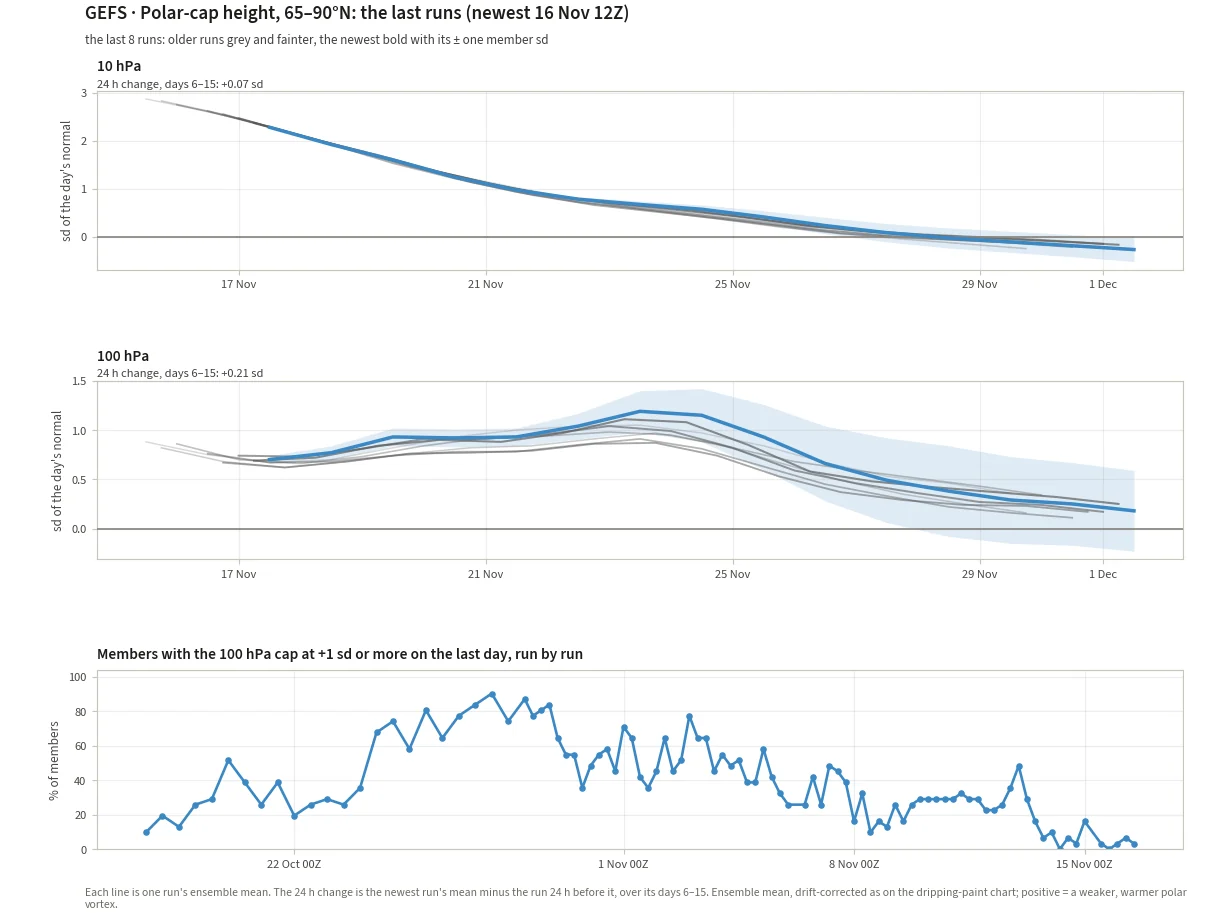 GEFS · Polar-cap height, 65–90°N: the last runs (newest 16 Nov 12Z)
the last 8 runs: older runs grey and fainter, the newest bold with its ± one member sd
10 hPa
24 h change, days 6–15: +0.07 sd
3
2
1
0
sd of the day's normal
17 Nov
21 Nov
25 Nov
29 Nov
1 Dec
100 hPa
24 h change, days 6–15: +0.21 sd
1.5
1.0
0.5
0.0
sd of the day's normal
17 Nov
21 Nov
25 Nov
29 Nov
1 Dec
Members with the 100 hPa cap at +1 sd or more on the last day, run by run
100
80
60
40
20
0
% of members
22 Oct 00Z
1 Nov 00Z
8 Nov 00Z
15 Nov 00Z
Each line is one run's ensemble mean. The 24 h change is the newest run's mean minus the run 24 h before it, over its days 6–15. Ensemble mean, drift-corrected as on the dripping-paint chart; positive = a weaker, warmer polar
vortex.